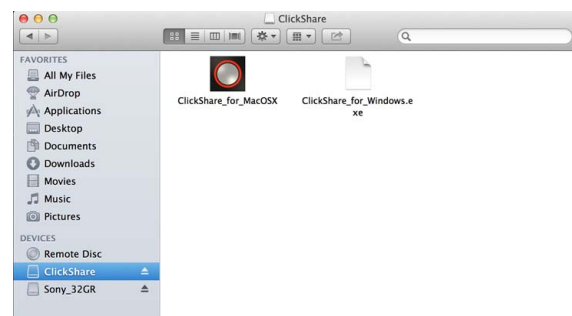 ClickShare
FAVORITES
All My Files
AirDrop
Applications
Desktop
Documents
Downloads
Movies
Music
Pictures
DEVICES
Remote Disc
ClickShare
Sony_32GR
ClickShare_for_MacOSX
ClickShare_for_Windows.e
xe